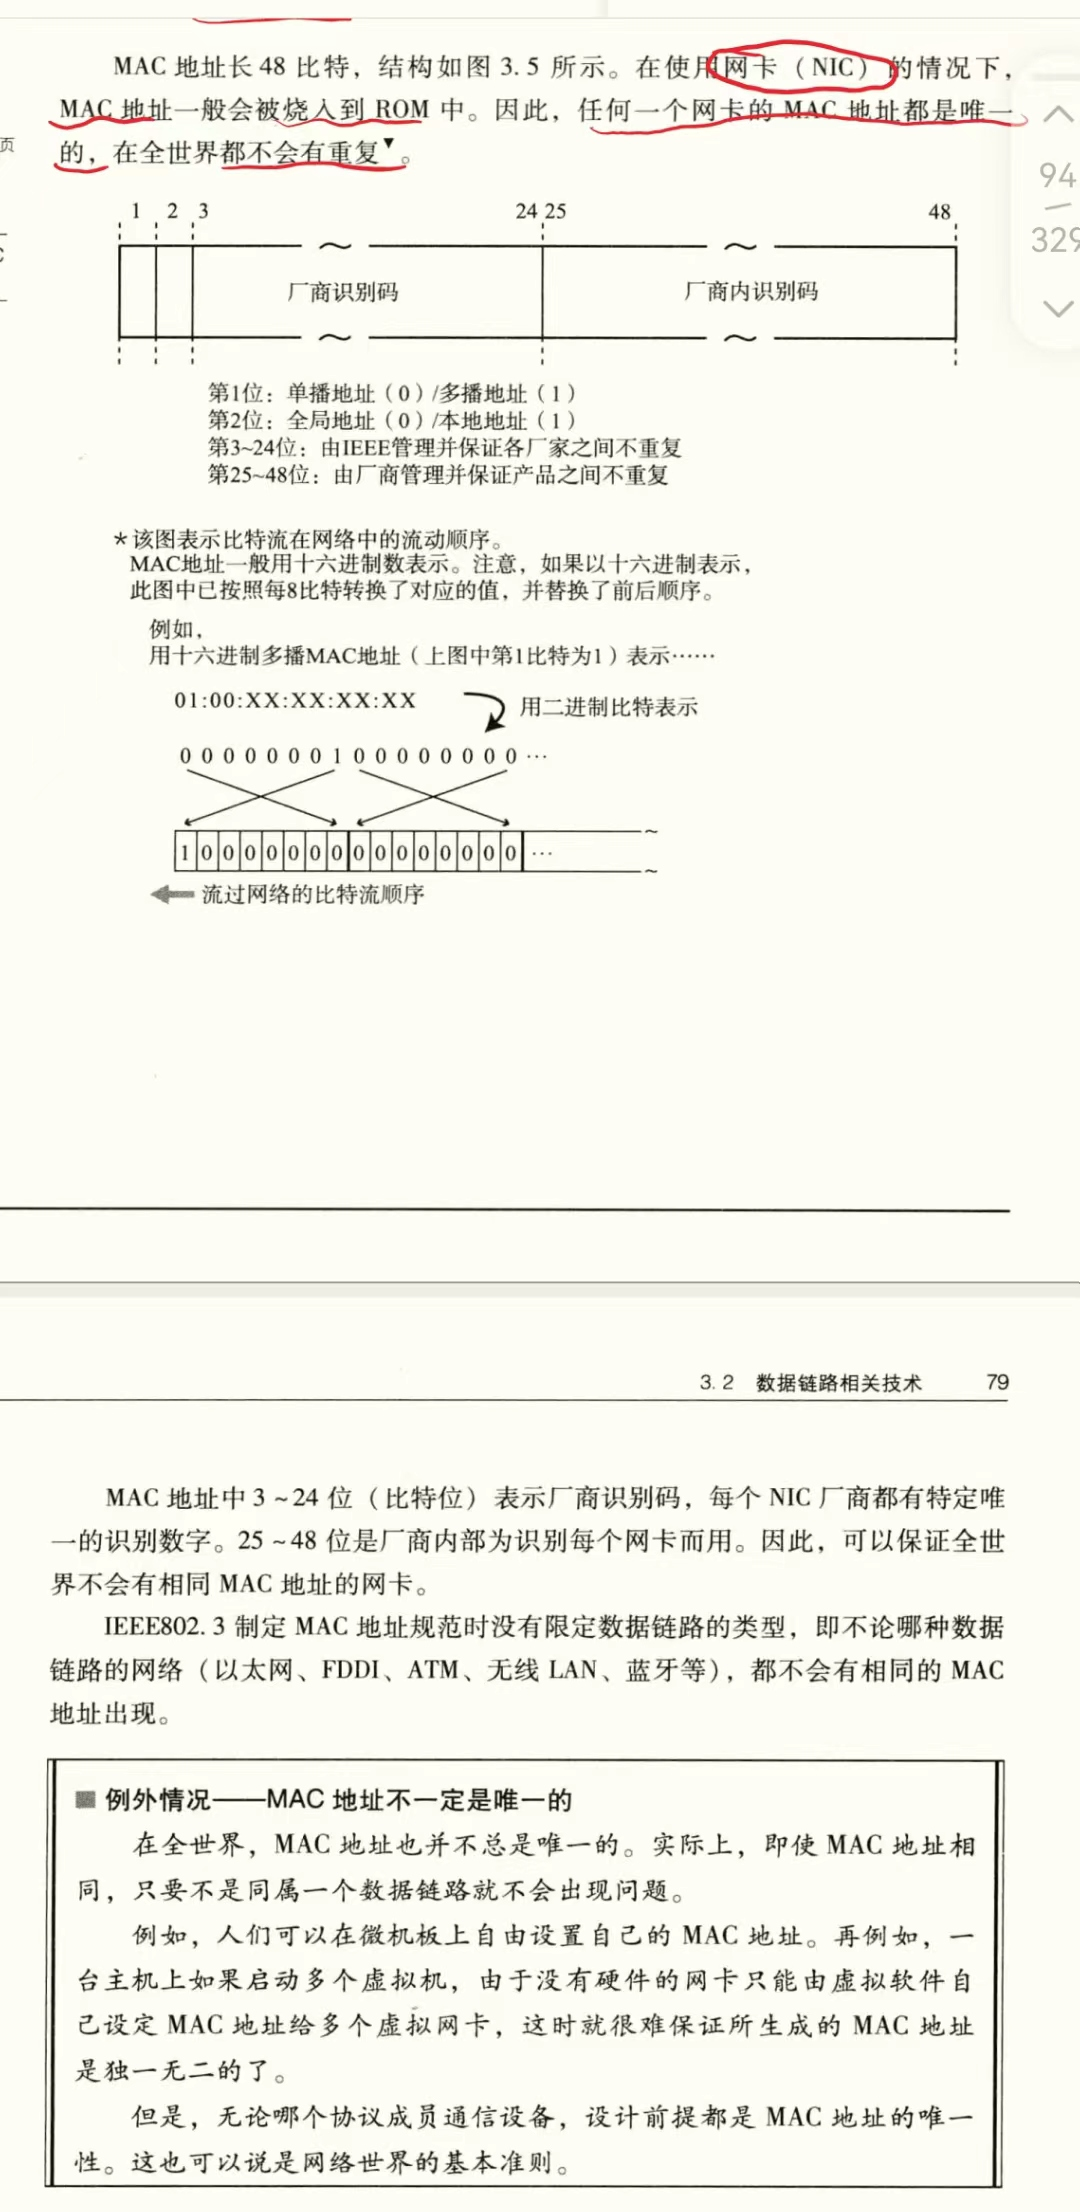 MAC 地址长 48 比特，结构如图 3.5 所示。在使用网卡（NIC）的情况下，
MAC 地址一般会被烧入到 ROM 中。因此，任何一个网卡的 MAC 地址都是唯一
的，在全世界都不会有重复▼。
页
94
329
1 2 3 24 25 48
厂商识别码 厂商内识别码
第1位：单播地址（0）/多播地址（1）
第2位：全局地址（0）/本地地址（1）
第3~24位：由IEEE管理并保证各厂家之间不重复
第25~48位：由厂商管理并保证产品之间不重复
＊该图表示比特流在网络中的流动顺序。
MAC地址一般用十六进制数表示。注意，如果以十六进制表示，
此图中已按照每8比特转换了对应的值，并替换了前后顺序。
例如，
用十六进制多播MAC地址（上图中第1比特为1）表示……
01:00:XX:XX:XX:XX 用二进制比特表示
0 0 0 0 0 0 0 1 0 0 0 0 0 0 0 0 …
1 0 0 0 0 0 0 0 0 0 0 0 0 0 0 0 …
流过网络的比特流顺序
3.2 数据链路相关技术 79
MAC 地址中 3 ~ 24 位（比特位）表示厂商识别码，每个 NIC 厂商都有特定唯
一的识别数字。25 ~ 48 位是厂商内部为识别每个网卡而用。因此，可以保证全世
界不会有相同 MAC 地址的网卡。
IEEE802.3 制定 MAC 地址规范时没有限定数据链路的类型，即不论哪种数据
链路的网络（以太网、FDDI、ATM、无线 LAN、蓝牙等），都不会有相同的 MAC
地址出现。
■ 例外情况——MAC 地址不一定是唯一的
在全世界，MAC 地址也并不总是唯一的。实际上，即使 MAC 地址相
同，只要不是同属一个数据链路就不会出现问题。
例如，人们可以在微机板上自由设置自己的 MAC 地址。再例如，一
台主机上如果启动多个虚拟机，由于没有硬件的网卡只能由虚拟软件自
己设定 MAC 地址给多个虚拟网卡，这时就很难保证所生成的 MAC 地址
是独一无二的了。
但是，无论哪个协议成员通信设备，设计前提都是 MAC 地址的唯一
性。这也可以说是网络世界的基本准则。